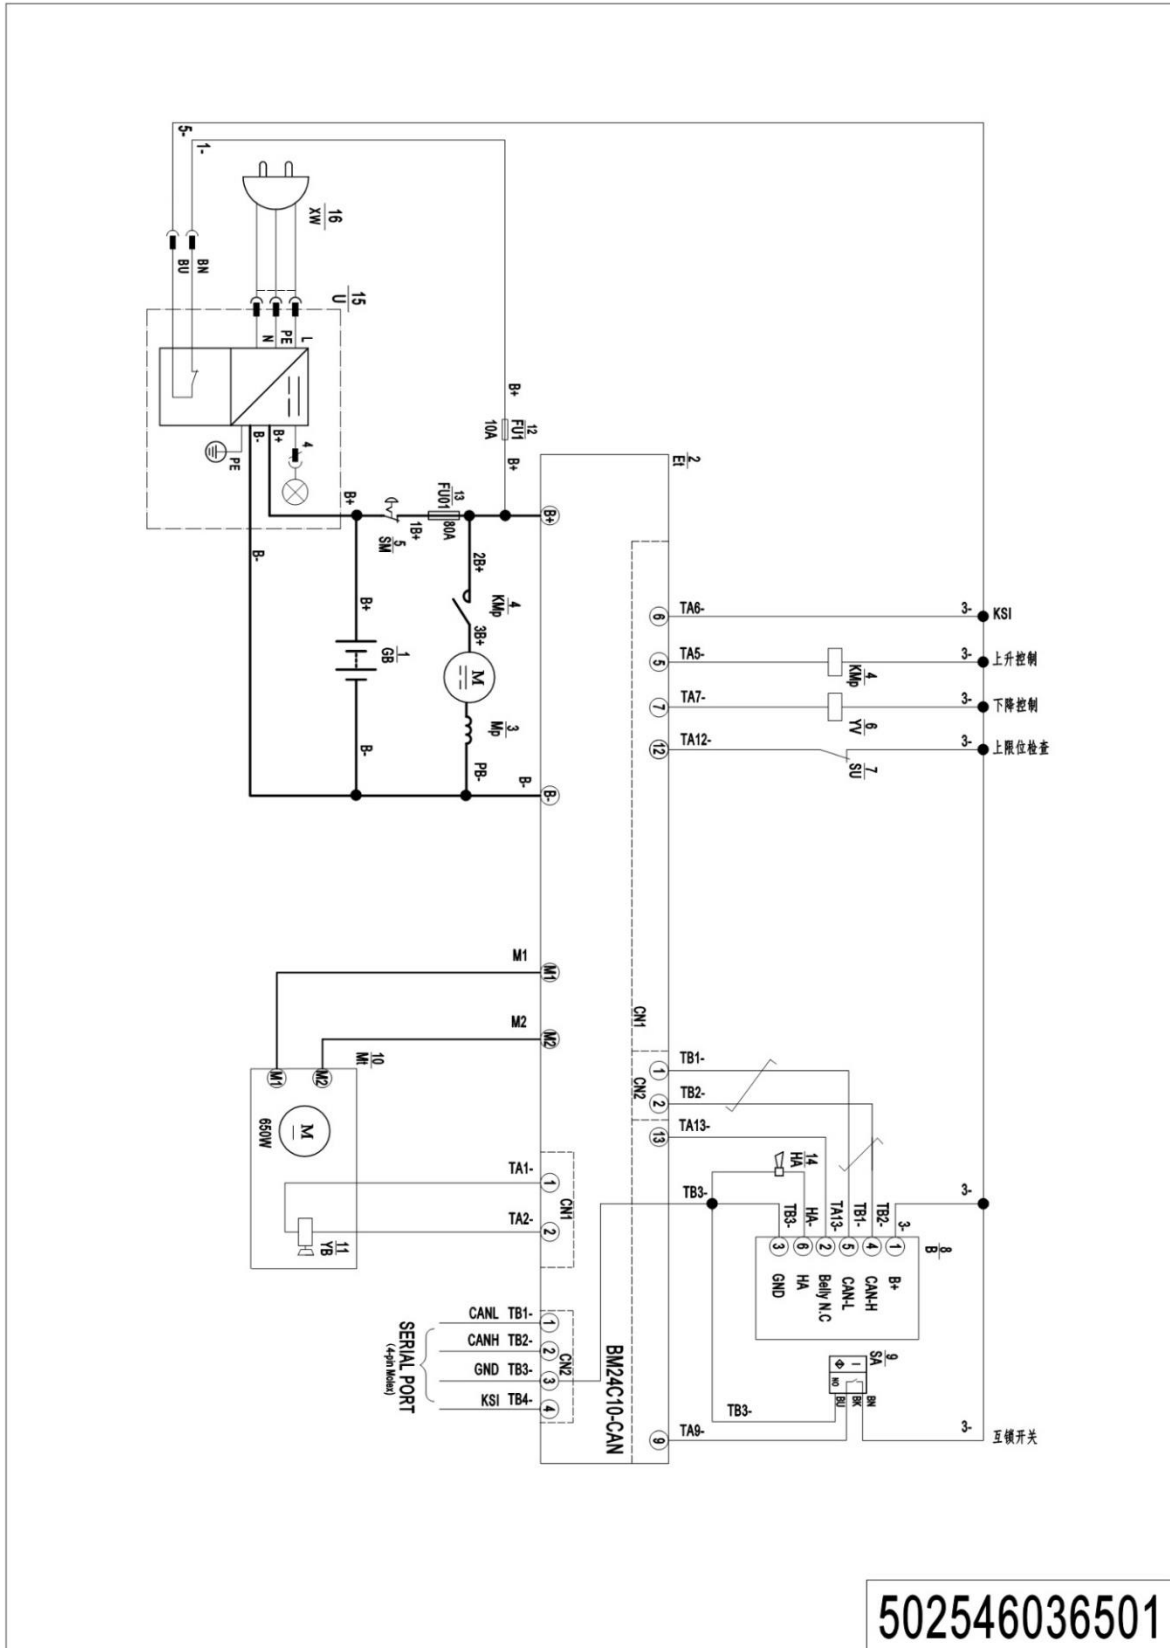 5-
1-
16
XW
BU
BN
15
U
N
PE
L
B+
12
FU1
10A
B+
2
Et
B-
B+
4
PE
B+
13
FU01
80A
1B+
5
SM
B+
B-
2B+
4
KMp
3B+
B+
1
GB
M
3
Mp
B-
PB-
B-
B-
6
TA6-
3-
KSI
5
TA5-
4
KMp
3-
上升控制
7
TA7-
6
YV
3-
下降控制
12
TA12-
7
SU
3-
上限位检查
M1
M1
M2
M2
CN1
10
Mt
M1
M2
M
650W
CN2
1
TB1-
2
TB2-
13
TA13-
14
HA
TA1-
1
CN1
TA2-
2
11
YB
TB3-
TB3-
HA-
TA13-
TB1-
TB2-
3-
3-
3
6
2
5
4
1
8
B
GND
HA
Belly N.C
CAN-L
CAN-H
B+
SERIAL PORT
(4-pin Molex)
CANL TB1-
1
CANH TB2-
2
CN2
GND TB3-
3
KSI TB4-
4
BM24C10-CAN
9
SA
NO
BU
BK
BN
TB3-
9
TA9-
3-
互锁开关
502546036501